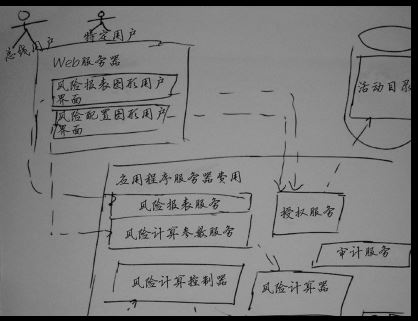 特定用户
总线用户
Web服务器
风险报表图形用户
界面
风险配置图形用户
界面
活动目录
应用程序服务器费用
风险报表服务
风险计算参数服务
授权服务
审计服务
风险计算控制器
风险计算器